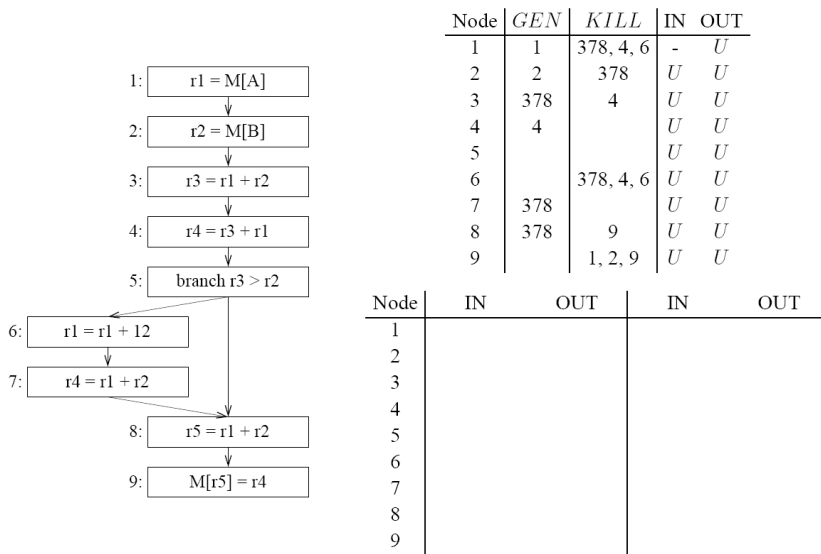 1: r1 = M[A]
2: r2 = M[B]
3: r3 = r1 + r2
4: r4 = r3 + r1
5: branch r3 > r2
6: r1 = r1 + 12
7: r4 = r1 + r2
8: r5 = r1 + r2
9: M[r5] = r4
Node GEN KILL IN OUT
1 1 378, 4, 6 - U
2 2 378 U U
3 378 4 U U
4 4 U U
5 U U
6 378, 4, 6 U U
7 378 U U
8 378 9 U U
9 1, 2, 9 U U
Node IN OUT IN OUT
1
2
3
4
5
6
7
8
9